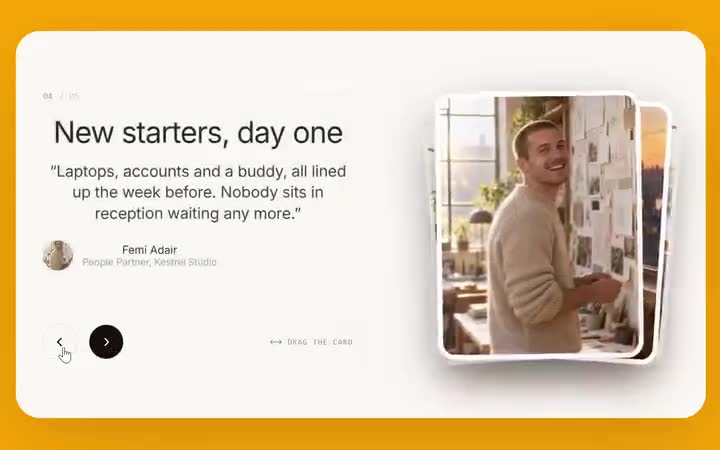 04 / 05
New starters, day one
“Laptops, accounts and a buddy, all lined
up the week before. Nobody sits in
reception waiting any more.”
Femi Adair
People Partner, Kestrel Studio
DRAG THE CARD